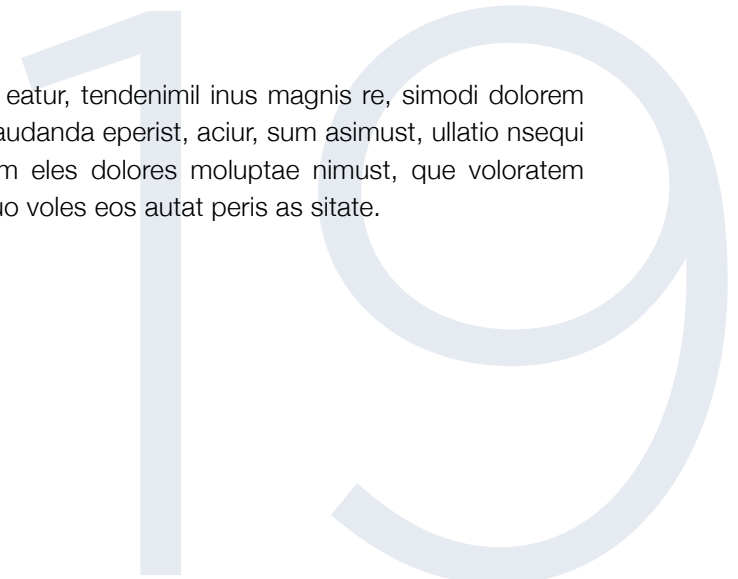 19
eatur, tendenimil inus magnis re, simodi dolorem
audanda eperist, aciur, sum asimust, ullatio nsequi
eles dolores moluptae nimust, que voloratem
voles eos autat peris as sitate.